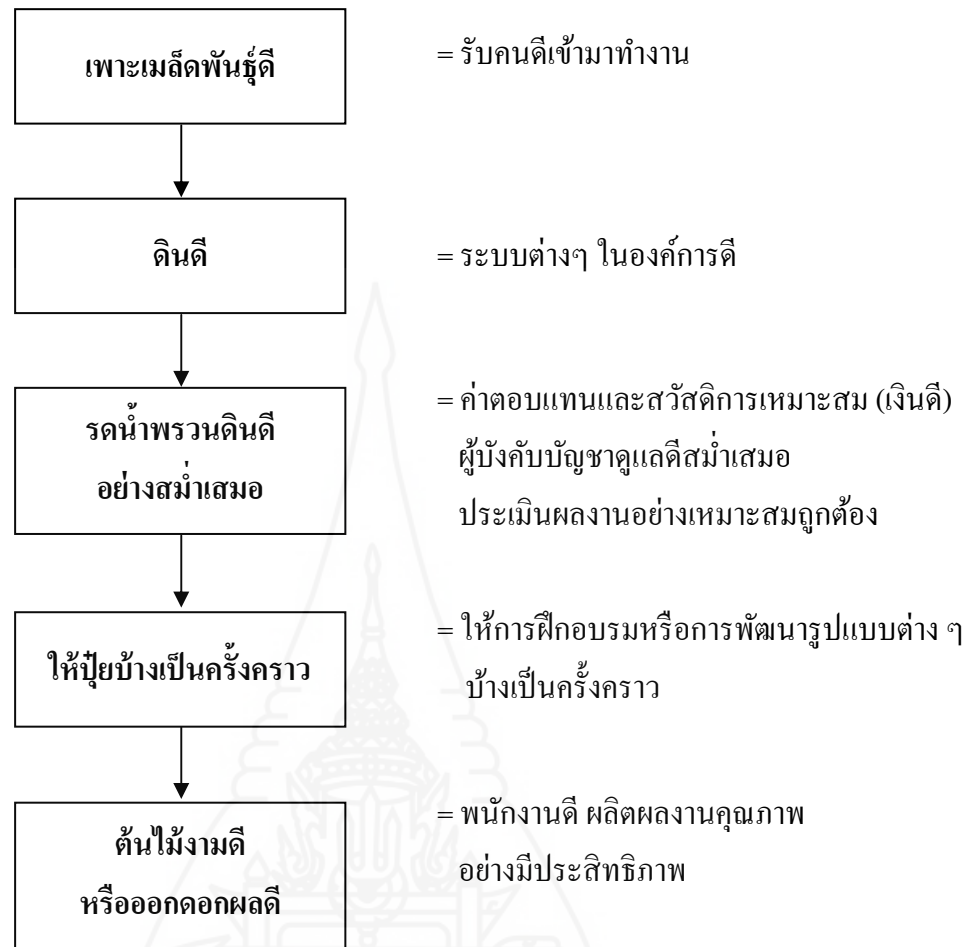 เพาะเมล็ดพันธุ์ดี
= รับคนดีเข้ามาทำงาน
ดินดี
= ระบบต่างๆ ในองค์การดี
รดน้ำพรวนดินดี
อย่างสม่ำเสมอ
= ค่าตอบแทนและสวัสดิการเหมาะสม (เงินดี)
ผู้บังคับบัญชาดูแลดีสม่ำเสมอ
ประเมินผลงานอย่างเหมาะสมถูกต้อง
ให้ปุ๋ยบ้างเป็นครั้งคราว
= ให้การฝึกอบรมหรือการพัฒนารูปแบบต่าง ๆ
บ้างเป็นครั้งคราว
ต้นไม้งามดี
หรือออกดอกผลดี
= พนักงานดี ผลิตผลงานคุณภาพ
อย่างมีประสิทธิภาพ